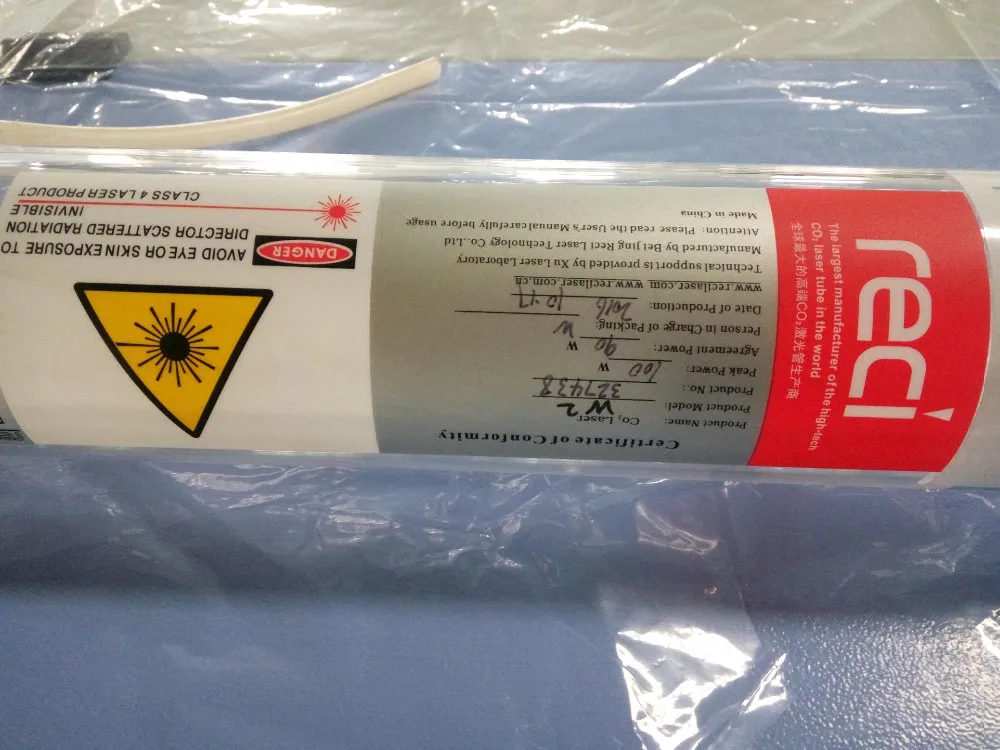 reci
The largest manufacturer of the high-tech
CO₂ laser tube in the world
全球最大的高端CO₂激光管生产商
Certificate of Conformity
Product Name: CO₂ Laser
Product Model: W2
Product No.: 327438
Peak Power: 100 W
Agreement Power: 90 W
Person in Charge of Packing: W
Date of Production: 2016 10.17
www.recilaser.com www.recilaser.com.cn
Technical support is provided by Xu Laser Laboratory
Manufactured by Bei jing Reci Laser Technology Co.,Ltd
Attention: Please read the User's Manual carefully before usage
Made in China
DANGER
AVOID EYE OR SKIN EXPOSURE TO
DIRECTOR SCATTERED RADIATION
INVISIBLE
CLASS 4 LASER PRODUCT